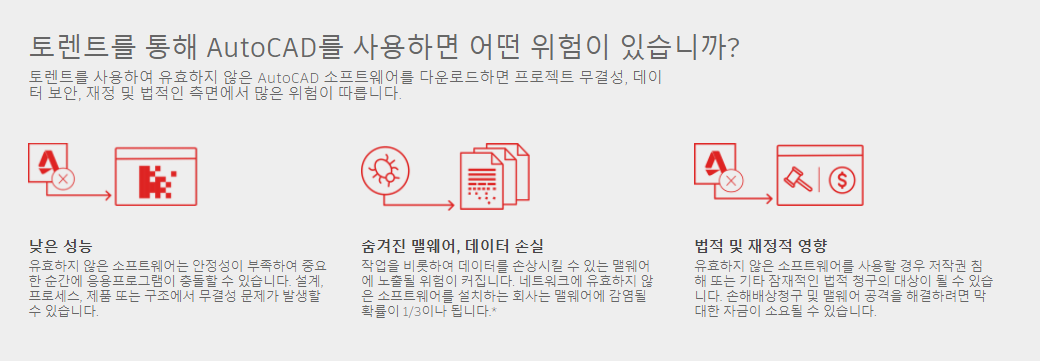 토렌트를 통해 AutoCAD를 사용하면 어떤 위험이 있습니까?
토렌트를 사용하여 유효하지 않은 AutoCAD 소프트웨어를 다운로드하면 프로젝트 무결성, 데이
터 보안, 재정 및 법적인 측면에서 많은 위험이 따릅니다.
낮은 성능
유효하지 않은 소프트웨어는 안정성이 부족하여 중요
한 순간에 응용프로그램이 충돌할 수 있습니다. 설계,
프로세스, 제품 또는 구조에서 무결성 문제가 발생할
수 있습니다.
숨겨진 맬웨어, 데이터 손실
작업을 비롯하여 데이터를 손상시킬 수 있는 맬웨어
에 노출될 위험이 커집니다. 네트워크에 유효하지 않
은 소프트웨어를 설치하는 회사는 맬웨어에 감염될
확률이 1/3이나 됩니다.*
법적 및 재정적 영향
유효하지 않은 소프트웨어를 사용할 경우 저작권 침
해 또는 기타 잠재적인 법적 청구의 대상이 될 수 있습
니다. 손해배상청구 및 맬웨어 공격을 해결하려면 막
대한 자금이 소요될 수 있습니다.